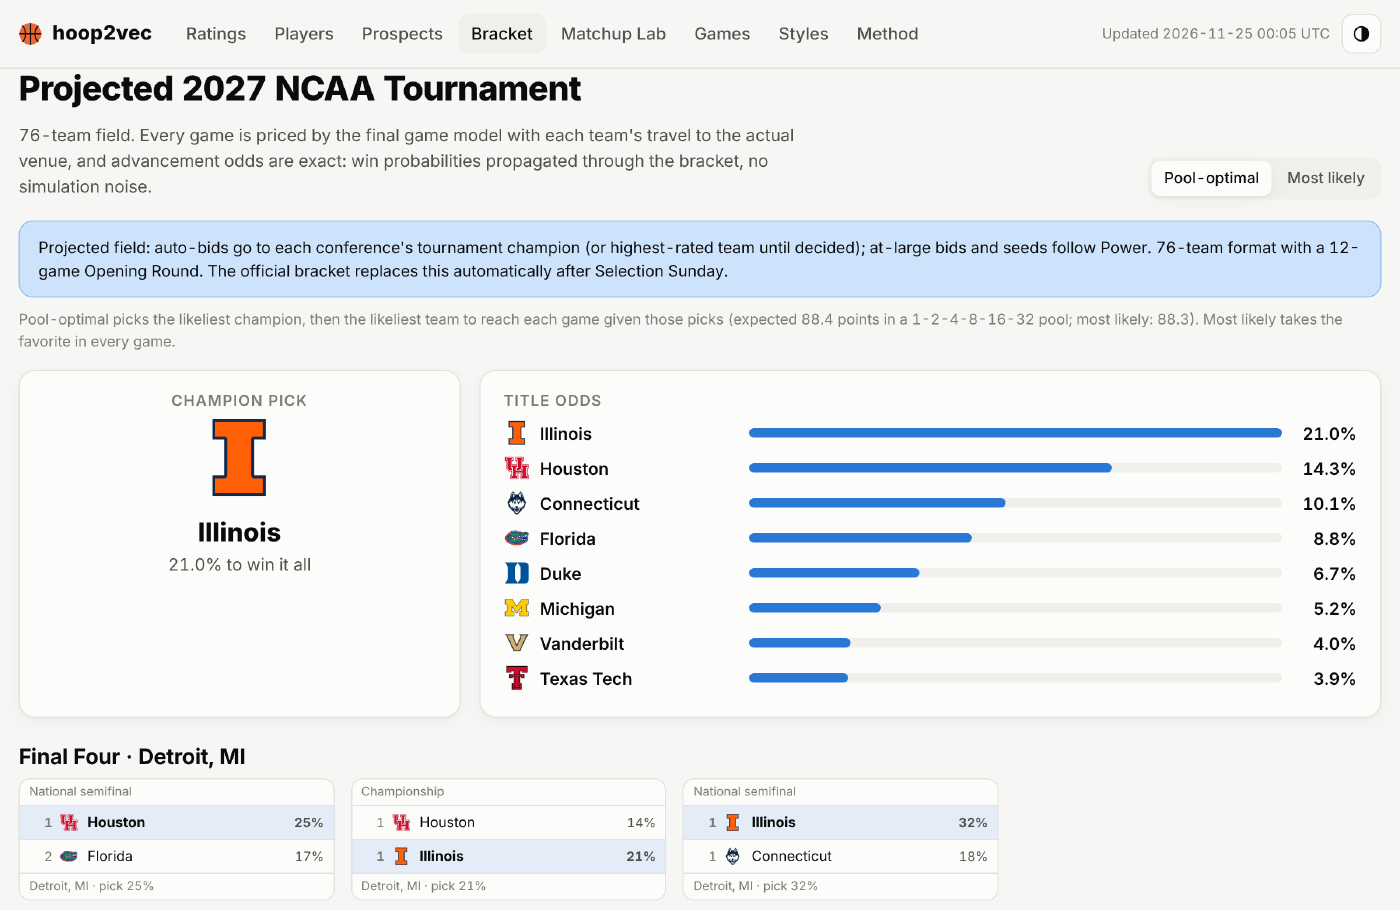 hoop2vec
Ratings
Players
Prospects
Bracket
Matchup Lab
Games
Styles
Method
Updated 2026-11-25 00:05 UTC
Projected 2027 NCAA Tournament
76-team field. Every game is priced by the final game model with each team's travel to the actual
venue, and advancement odds are exact: win probabilities propagated through the bracket, no
simulation noise.
Pool-optimal
Most likely
Projected field: auto-bids go to each conference's tournament champion (or highest-rated team until decided); at-large bids and seeds follow Power. 76-team format with a 12-
game Opening Round. The official bracket replaces this automatically after Selection Sunday.
Pool-optimal picks the likeliest champion, then the likeliest team to reach each game given those picks (expected 88.4 points in a 1-2-4-8-16-32 pool; most likely: 88.3). Most likely takes the
favorite in every game.
CHAMPION PICK
Illinois
21.0% to win it all
TITLE ODDS
Illinois 21.0%
Houston 14.3%
Connecticut 10.1%
Florida 8.8%
Duke 6.7%
Michigan 5.2%
Vanderbilt 4.0%
Texas Tech 3.9%
Final Four · Detroit, MI
National semifinal
1 Houston 25%
2 Florida 17%
Detroit, MI · pick 25%
Championship
1 Houston 14%
1 Illinois 21%
Detroit, MI · pick 21%
National semifinal
1 Illinois 32%
1 Connecticut 18%
Detroit, MI · pick 32%